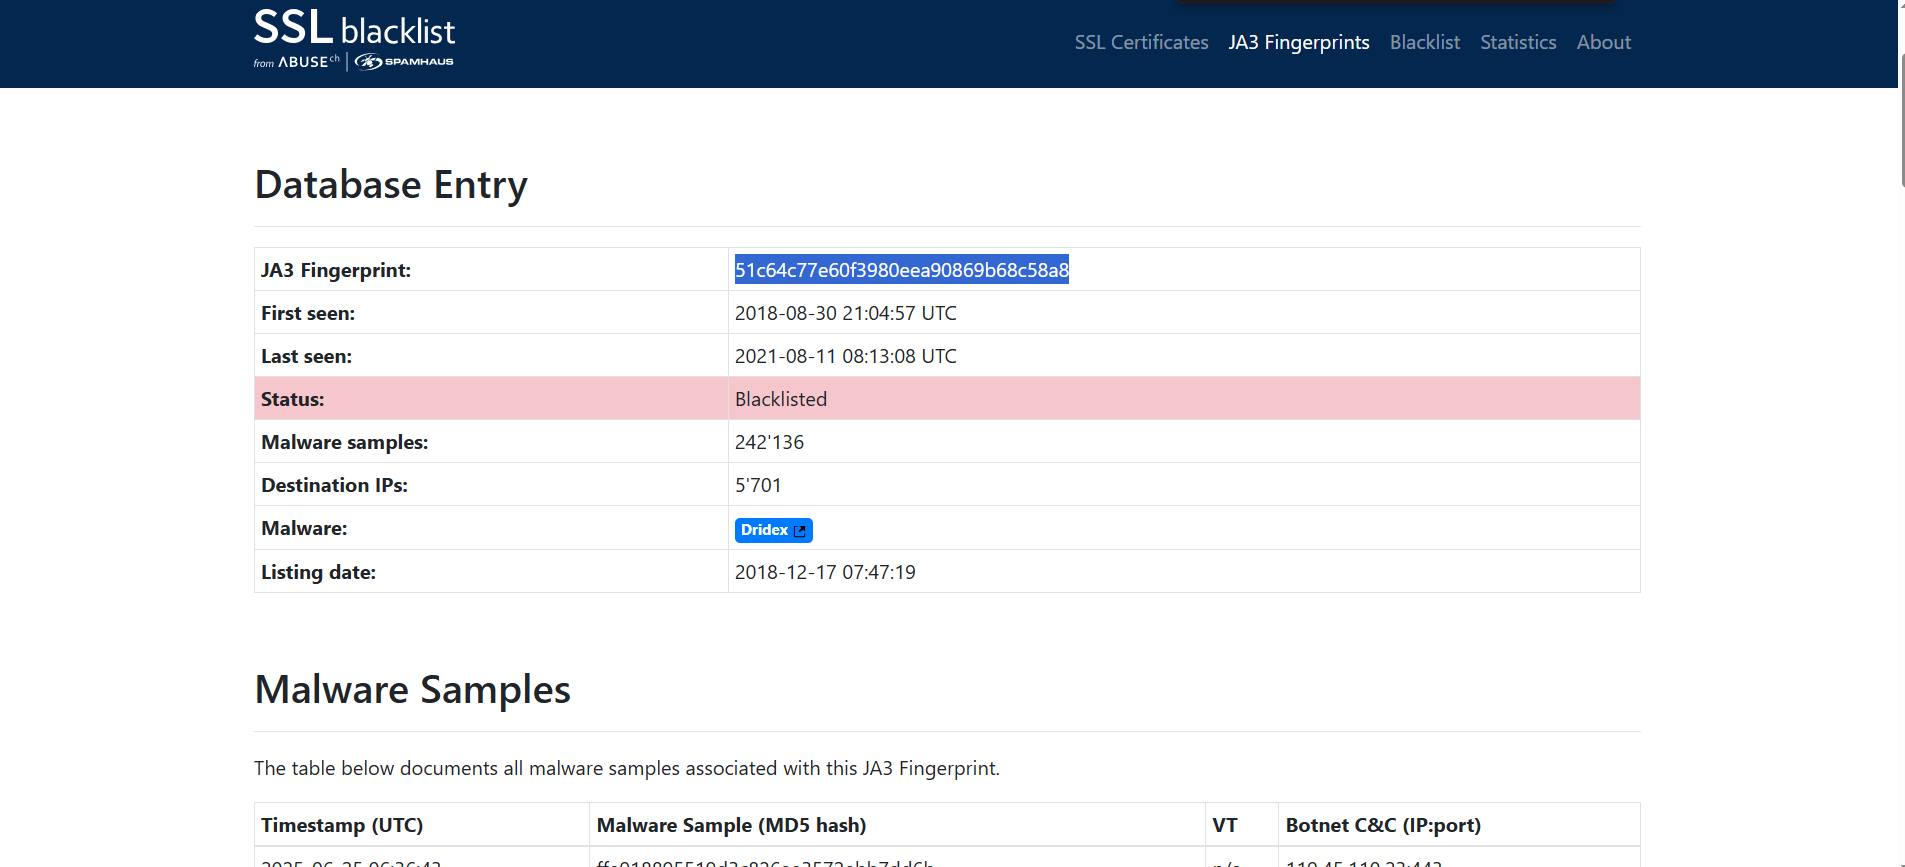 SSL blacklist
from ABUSE ch | SPAMHAUS
SSL Certificates JA3 Fingerprints Blacklist Statistics About
Database Entry
JA3 Fingerprint: 51c64c77e60f3980eea90869b68c58a8
First seen: 2018-08-30 21:04:57 UTC
Last seen: 2021-08-11 08:13:08 UTC
Status: Blacklisted
Malware samples: 242'136
Destination IPs: 5'701
Malware: Dridex
Listing date: 2018-12-17 07:47:19
Malware Samples
The table below documents all malware samples associated with this JA3 Fingerprint.
Timestamp (UTC) Malware Sample (MD5 hash) VT Botnet C&C (IP:port)